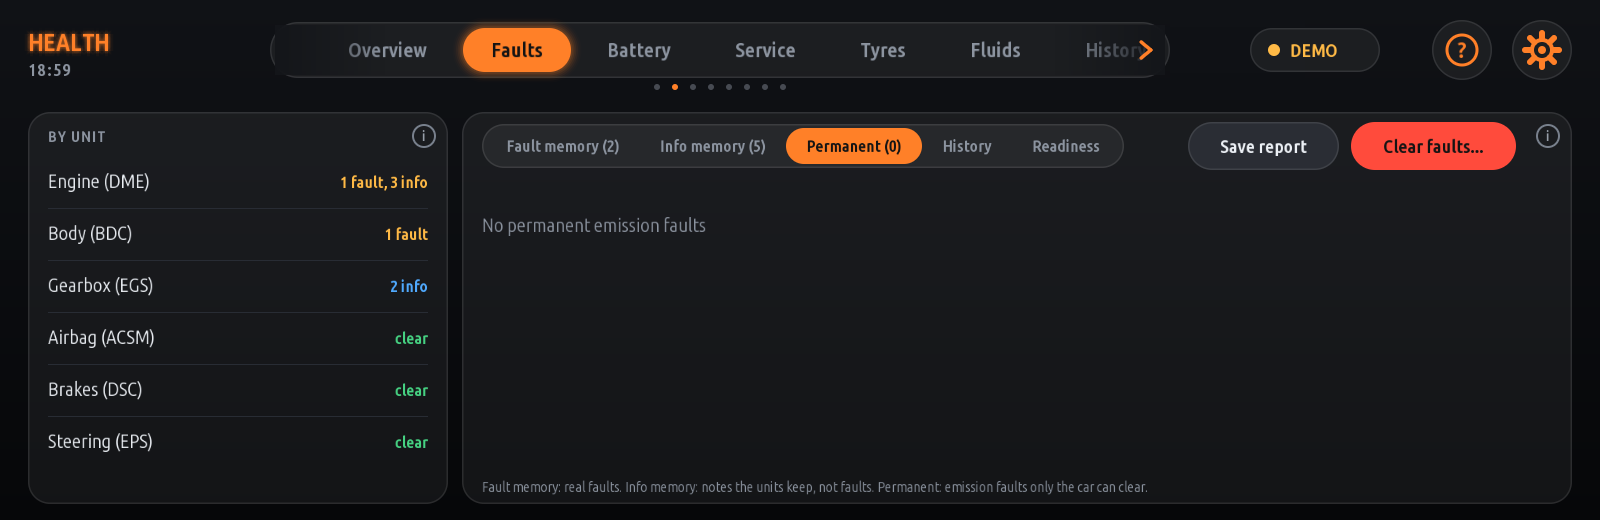 HEALTH
18:59
Overview
Faults
Battery
Service
Tyres
Fluids
History
DEMO
?
BY UNIT
i
Engine (DME) 1 fault, 3 info
Body (BDC) 1 fault
Gearbox (EGS) 2 info
Airbag (ACSM) clear
Brakes (DSC) clear
Steering (EPS) clear
Fault memory (2)
Info memory (5)
Permanent (0)
History
Readiness
Save report
Clear faults...
i
No permanent emission faults
Fault memory: real faults. Info memory: notes the units keep, not faults. Permanent: emission faults only the car can clear.